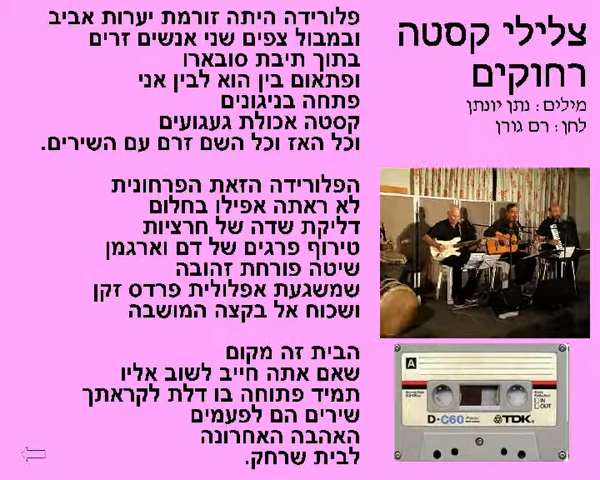 צלילי קסטה
רחוקים
מילים : נתן יונתן
לחן : רם גורן
פלורידה היתה זורמת יערות אביב
ובמבול צפים שני אנשים זרים
בתוך תיבת סובארו
ופתאום בין הוא לבין אני
פתחה בניגונים
קסטה אכולת געגועים
וכל האז וכל השם זרם עם השירים.
הפלורידה הזאת הפרחונית
לא ראתה אפילו בחלום
דליקת שדה של חרציות
טירוף פרגים של דם וארגמן
שיטה פורחת זהובה
שמשגעת אפלולית פרדס זקן
ושכוח אל בקצה המושבה
הבית זה מקום
שאם אתה חייב לשוב אליו
תמיד פתוחה בו דלת לקראתך
שירים הם לפעמים
האהבה האחרונה
לבית שרחק.
A
IN
OUT
D-C60
TDK